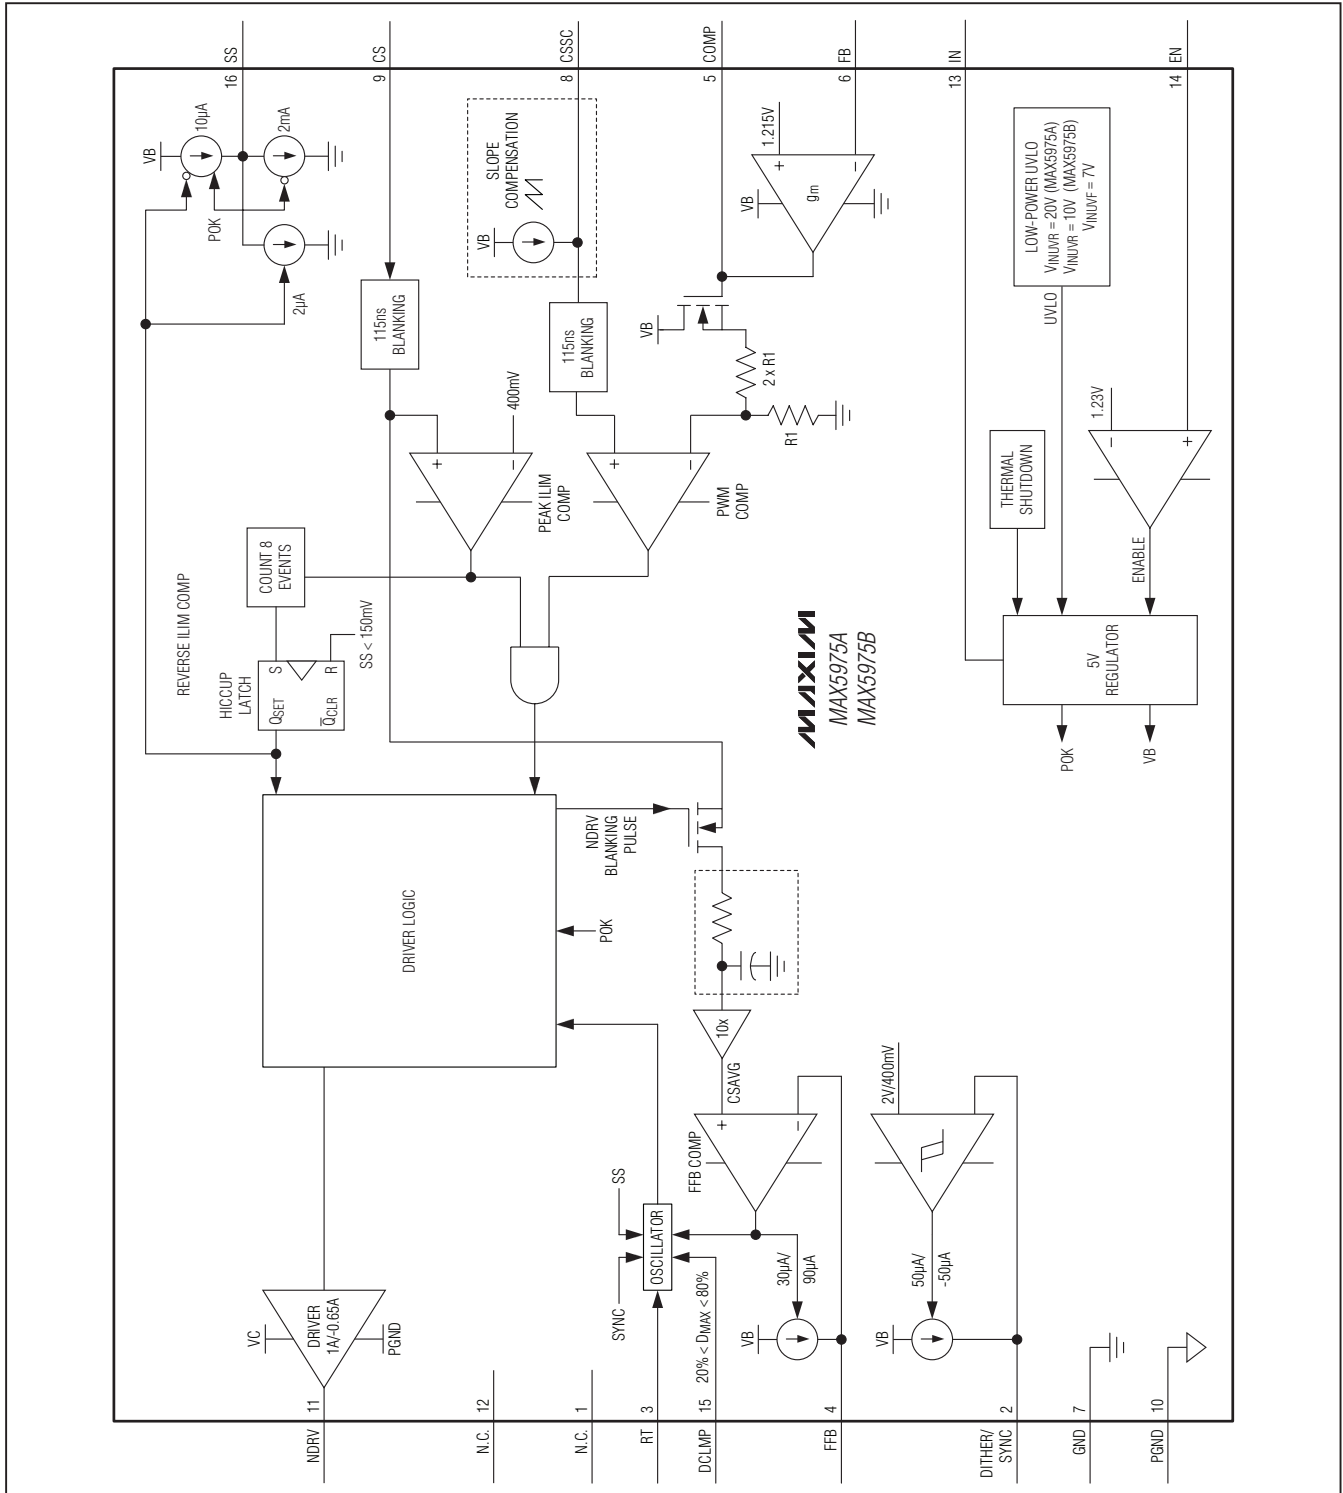 16 SS
9 CS
8 CSSC
5 COMP
6 FB
13 IN
14 EN
VB
10µA
2mA
POK
2µA
115ns
BLANKING
SLOPE
COMPENSATION
VB
115ns
BLANKING
1.215V
+
−
gm
VB
VB
2 x R1
R1
LOW-POWER UVLO
VINUVR = 20V (MAX5975A)
VINUVR = 10V (MAX5975B)
VINUVF = 7V
UVLO
THERMAL
SHUTDOWN
1.23V
−
+
ENABLE
5V
REGULATOR
POK
VB
400mV
+
−
PEAK ILIM
COMP
+
−
PWM
COMP
COUNT 8
EVENTS
REVERSE ILIM COMP
HICCUP
LATCH
S
R
QSET
Q̅CLR
SS < 150mV
MAXIM
MAX5975A
MAX5975B
DRIVER LOGIC
NDRV
BLANKING
PULSE
POK
10x
CSAVG
+
−
FFB COMP
2V/400mV
SS
SYNC
OSCILLATOR
20% < DMAX < 80%
30µA/
90µA
VB
50µA/
-50µA
VB
VC
DRIVER
1A/-0.65A
PGND
NDRV 11
N.C. 12
N.C. 1
RT 3
DCLMP 15
FFB 4
DITHER/
SYNC 2
GND 7
PGND 10